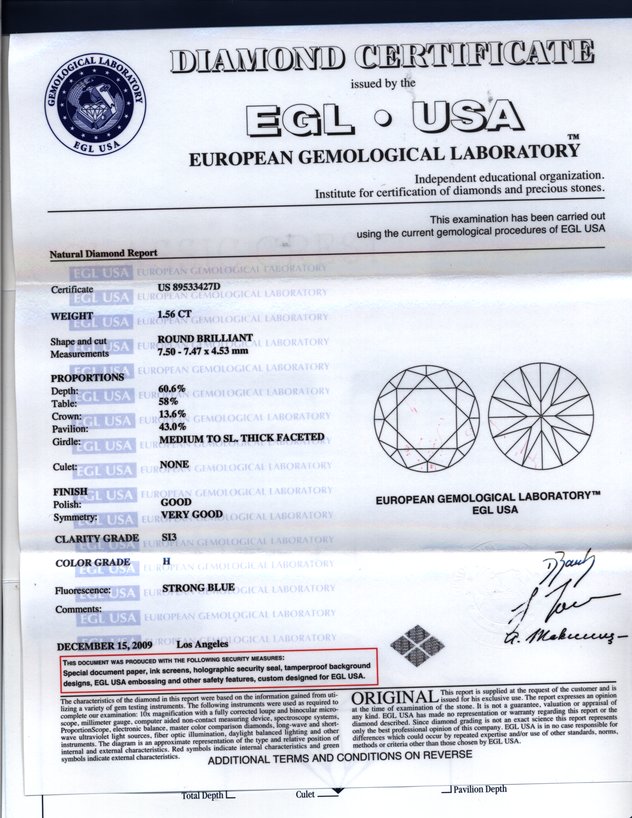 GEMOLOGICAL LABORATORY
EGL USA
DIAMOND CERTIFICATE
issued by the
EGL • USA
EUROPEAN GEMOLOGICAL LABORATORY™
Independent educational organization.
Institute for certification of diamonds and precious stones.
This examination has been carried out
using the current gemological procedures of EGL USA
Natural Diamond Report
Certificate US 89533427D
WEIGHT 1.56 CT
Shape and cut ROUND BRILLIANT
Measurements 7.50 - 7.47 x 4.53 mm
PROPORTIONS
Depth: 60.6%
Table: 58%
Crown: 13.6%
Pavilion: 43.0%
Girdle: MEDIUM TO SL. THICK FACETED
Culet: NONE
EUROPEAN GEMOLOGICAL LABORATORY™
EGL USA
FINISH
Polish: GOOD
Symmetry: VERY GOOD
CLARITY GRADE SI3
COLOR GRADE H
Fluorescence: STRONG BLUE
Comments:
DECEMBER 15, 2009 Los Angeles
THIS DOCUMENT WAS PRODUCED WITH THE FOLLOWING SECURITY MEASURES:
Special document paper, ink screens, holographic security seal, tamperproof background
designs, EGL USA embossing and other safety features, custom designed for EGL USA.
The characteristics of the diamond in this report were based on the information gained from uti-
lizing a variety of gem testing instruments. The following instruments were used as required to
complete our examination: 10x magnification with a fully corrected loupe and binocular micro-
scope, millimeter gauge, computer aided non-contact measuring device, spectroscope systems,
ProportionScope, electronic balance, master color comparison diamonds, long-wave and short-
wave ultraviolet light sources, fiber optic illumination, daylight balanced lighting and other
instruments. The diagram is an approximate representation of the type and relative position of
internal and external characteristics. Red symbols indicate internal characteristics and green
symbols indicate external characteristics.
ORIGINAL This report is supplied at the request of the customer and is
issued for his exclusive use. The report expresses an opinion
at the time of examination of the stone. It is not a guarantee, valuation or appraisal of
any kind. EGL USA has made no representation or warranty regarding this report or the
diamond described. Since diamond grading is not an exact science this report represents
only the best professional opinion of this company. EGL USA is in no case responsible for
differences which could occur by repeated expertise and/or use of other standards, norms,
methods or criteria other than those chosen by EGL USA.
ADDITIONAL TERMS AND CONDITIONS ON REVERSE
Total Depth Culet Pavilion Depth